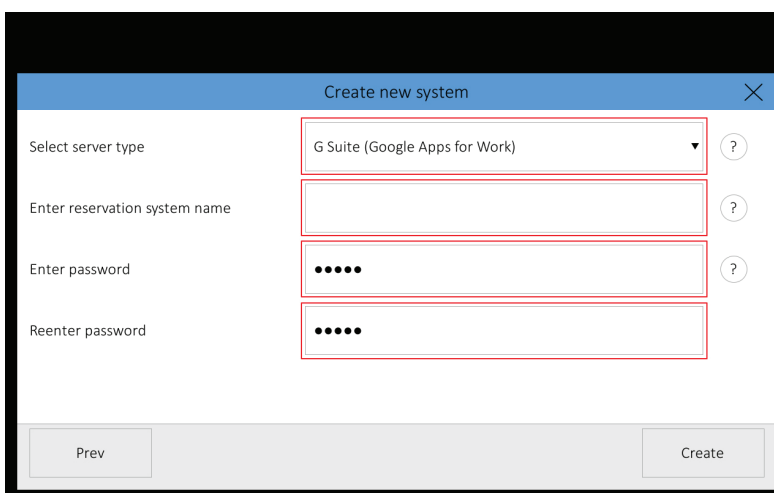 Create new system
Select server type
G Suite (Google Apps for Work)
?
Enter reservation system name
?
Enter password
●●●●●
?
Reenter password
●●●●●
Prev
Create